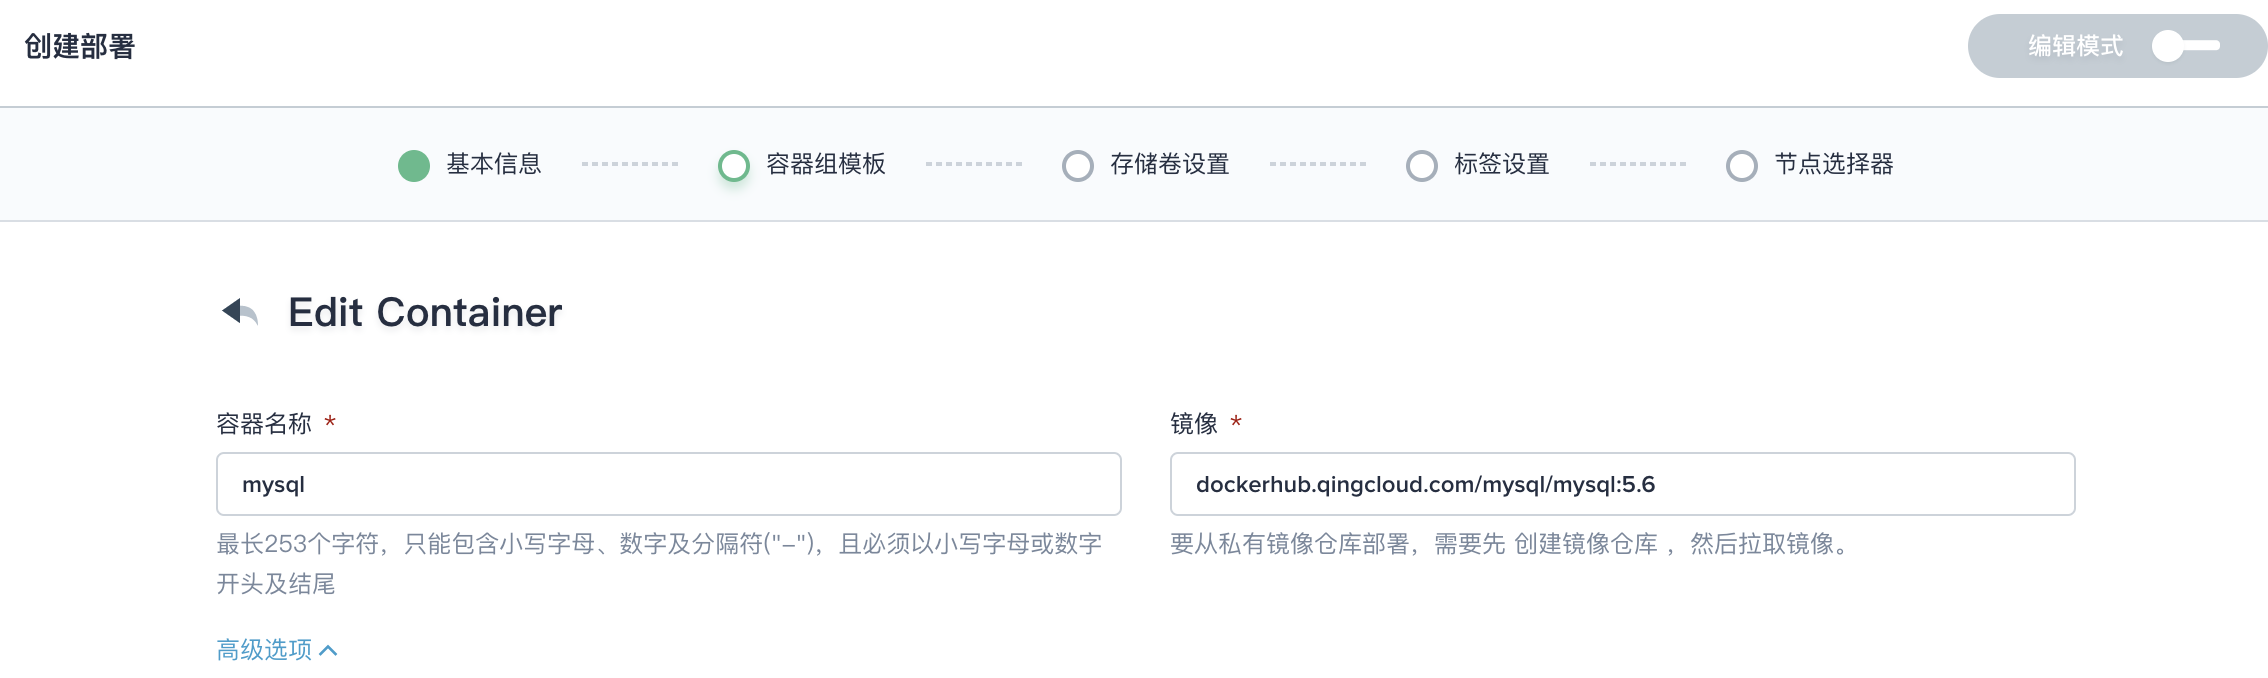 创建部署
编辑模式
基本信息
容器组模板
存储卷设置
标签设置
节点选择器
Edit Container
容器名称 *
镜像 *
mysql
dockerhub.qingcloud.com/mysql/mysql:5.6
最长253个字符，只能包含小写字母、数字及分隔符("-")，且必须以小写字母或数字
开头及结尾
要从私有镜像仓库部署，需要先 创建镜像仓库 ，然后拉取镜像。
高级选项